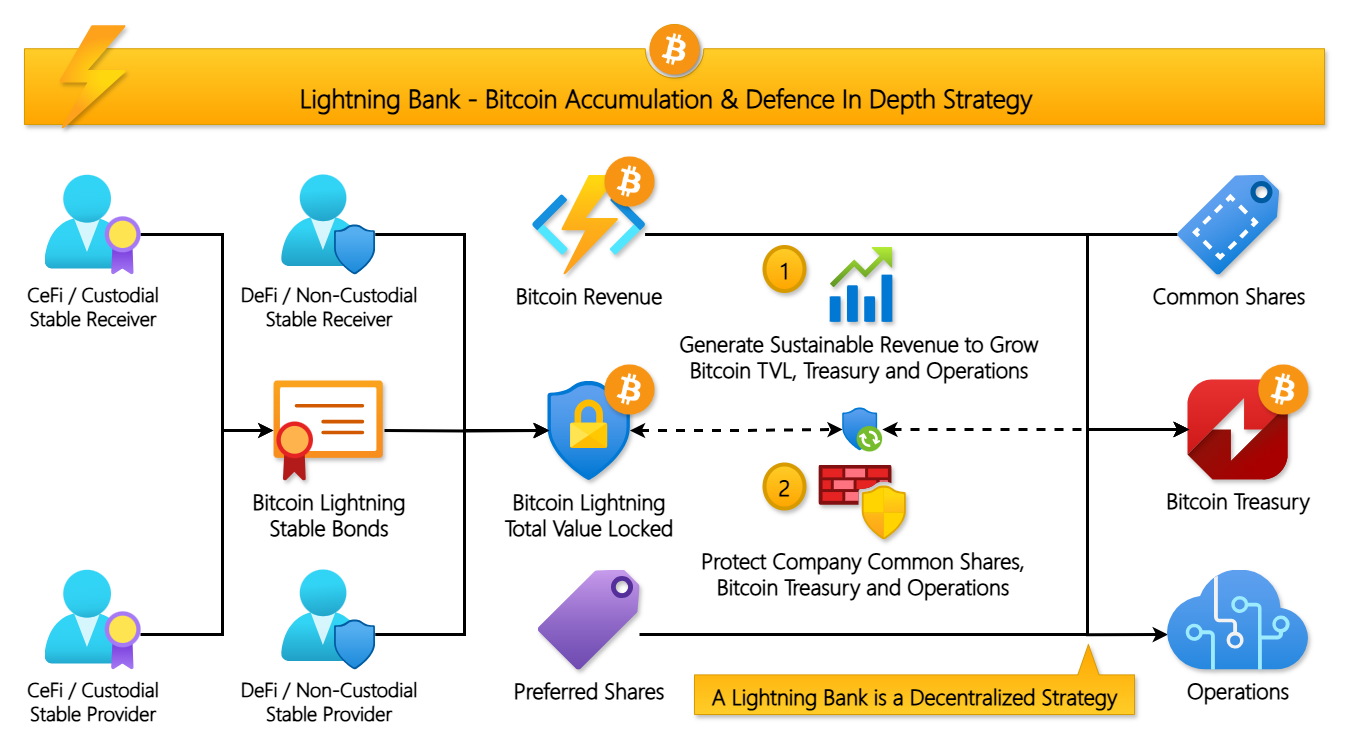 Lightning Bank - Bitcoin Accumulation & Defence In Depth Strategy
CeFi / Custodial
Stable Receiver
DeFi / Non-Custodial
Stable Receiver
Bitcoin Revenue
1
Generate Sustainable Revenue to Grow
Bitcoin TVL, Treasury and Operations
Common Shares
Bitcoin Lightning
Stable Bonds
Bitcoin Lightning
Total Value Locked
2
Protect Company Common Shares,
Bitcoin Treasury and Operations
Bitcoin Treasury
CeFi / Custodial
Stable Provider
DeFi / Non-Custodial
Stable Provider
Preferred Shares
A Lightning Bank is a Decentralized Strategy
Operations